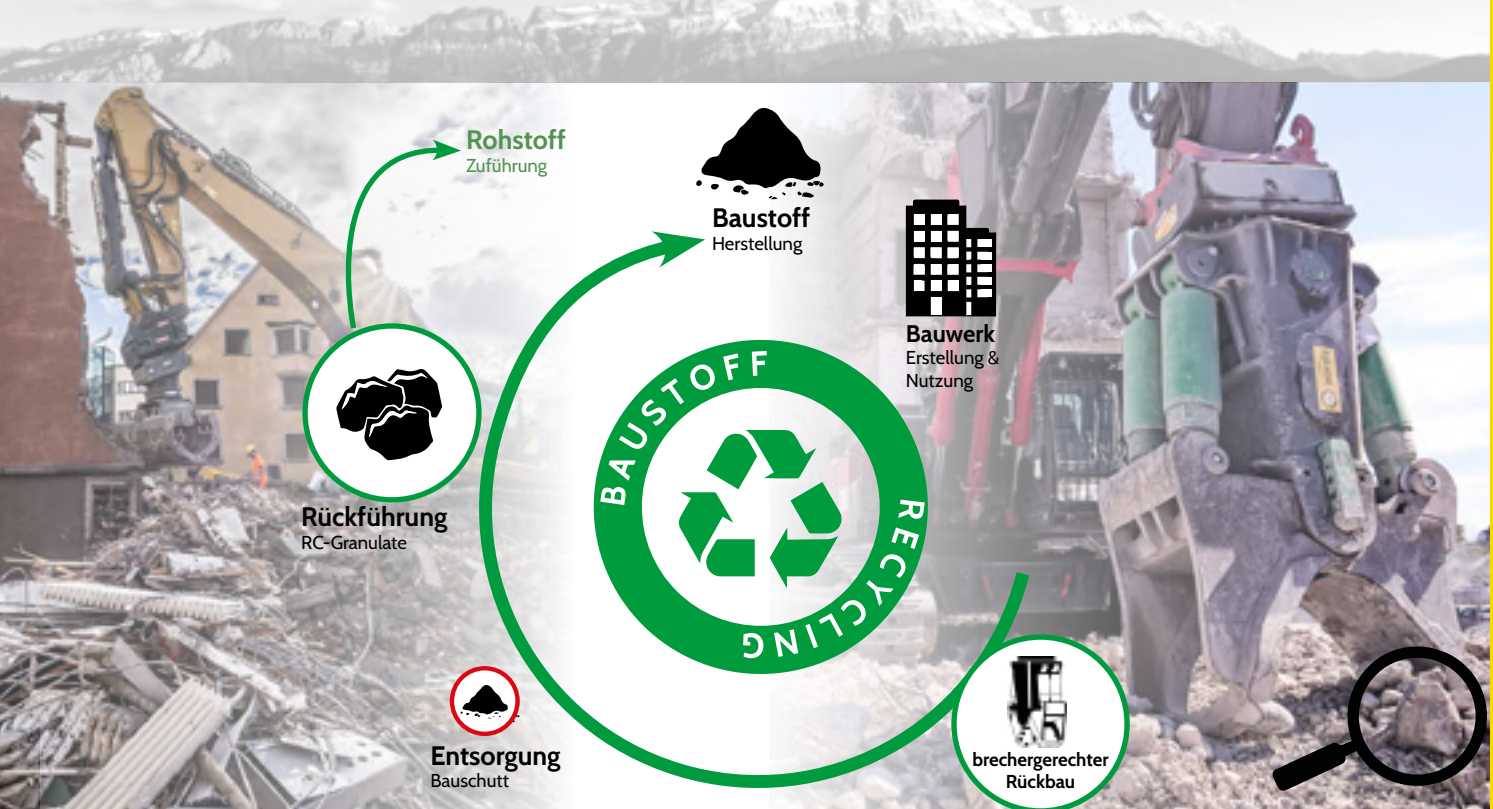 Rohstoff
Zuführung
Baustoff
Herstellung
Bauwerk
Erstellung &
Nutzung
BAUSTOFF
RECYCLING
Rückführung
RC-Granulate
Entsorgung
Bauschutt
brechergerechter
Rückbau